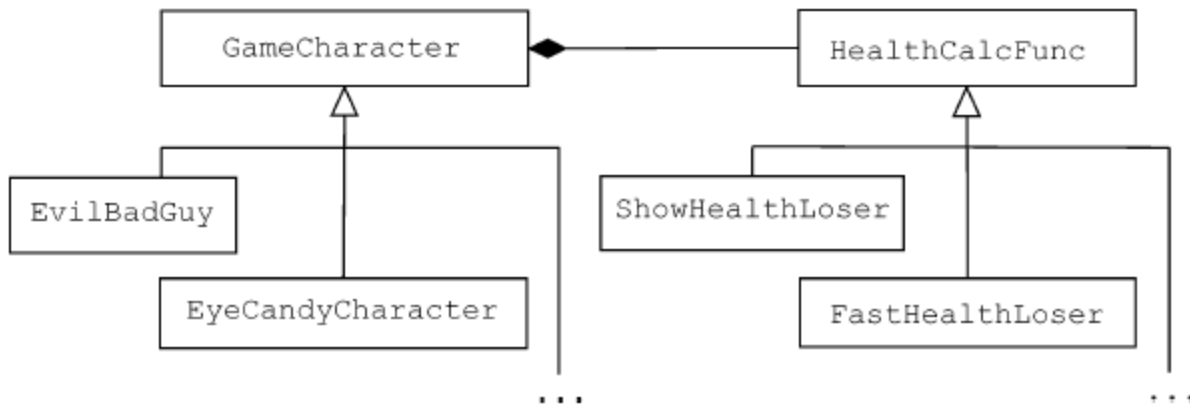 GameCharacter
HealthCalcFunc
EvilBadGuy
ShowHealthLoser
EyeCandyCharacter
FastHealthLoser
...
...